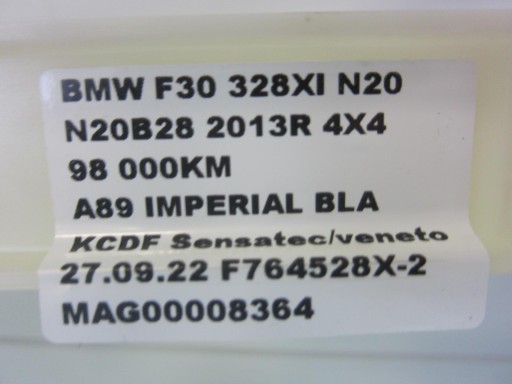 BMW F30 328XI N20
N20B28 2013R 4X4
98 000KM
A89 IMPERIAL BLA
KCDF Sensatec/veneto
27.09.22 F764528X-2
MAG00008364